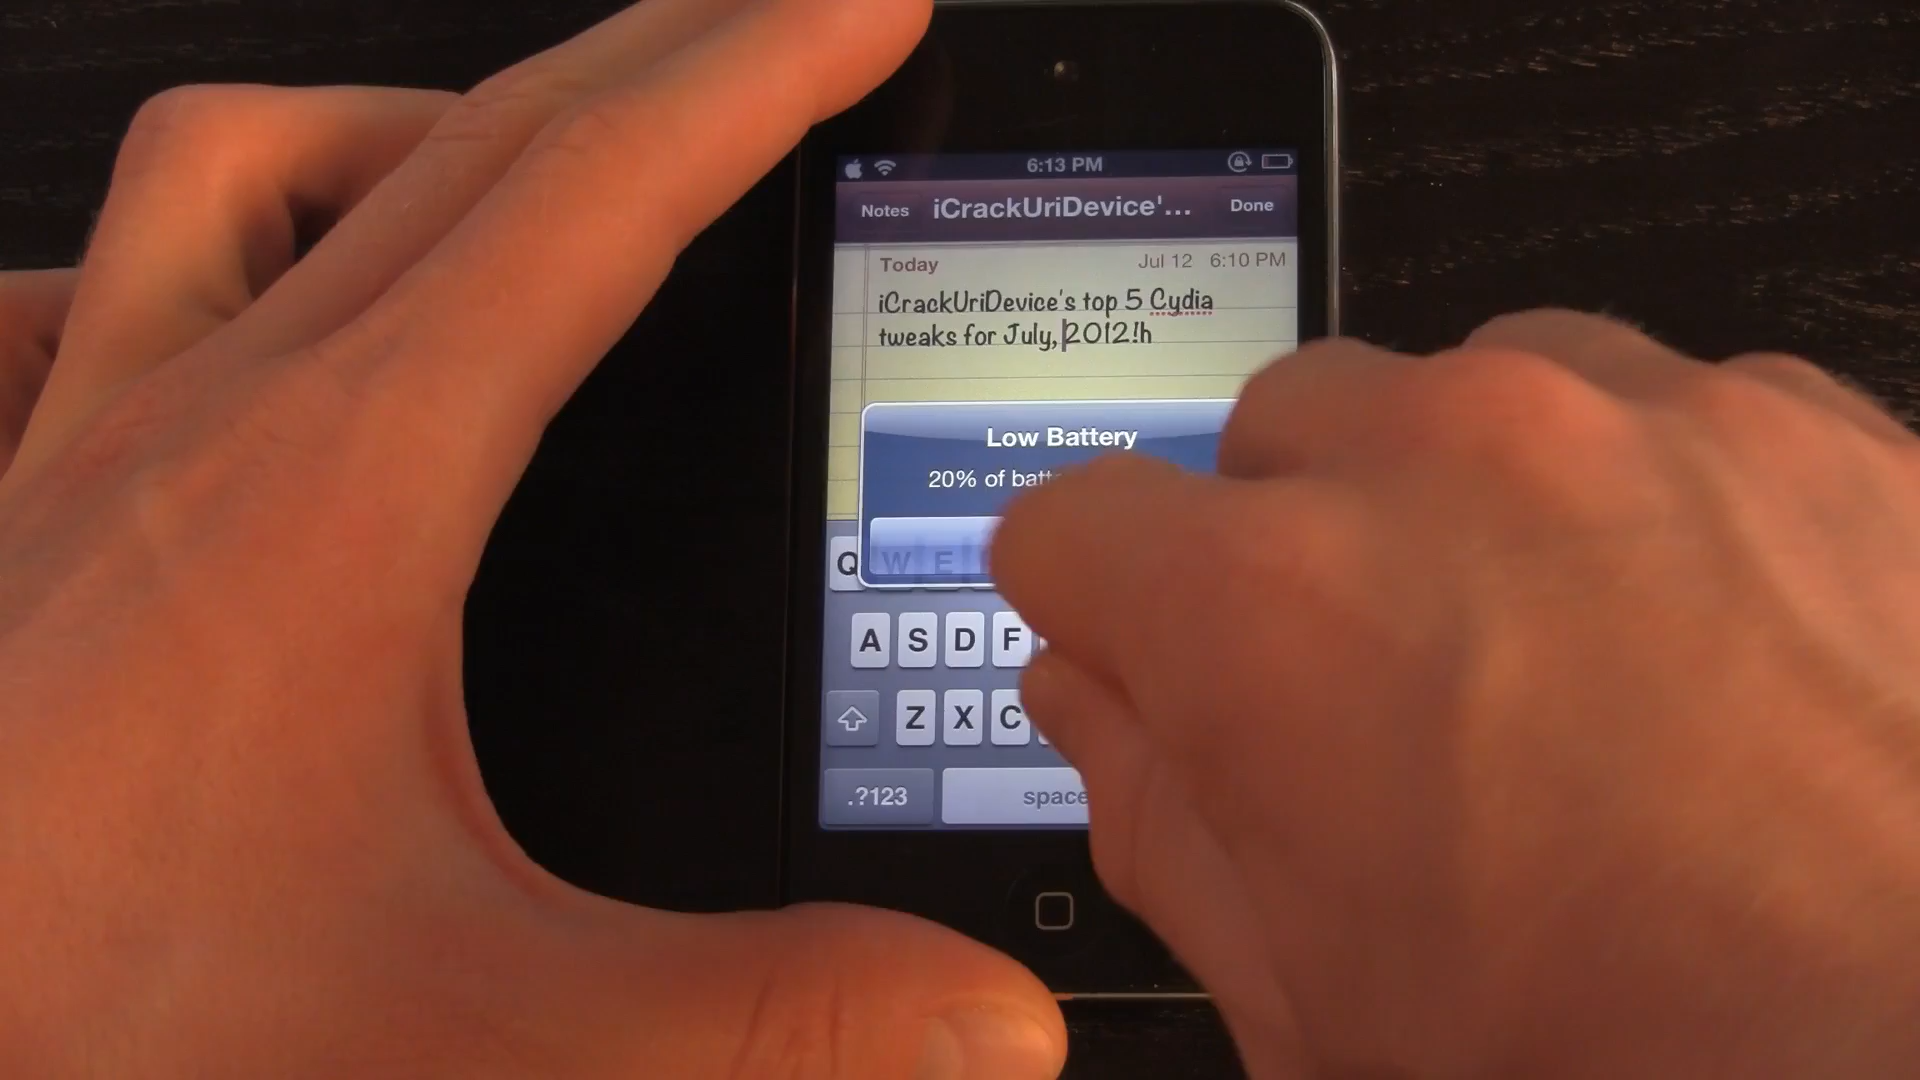 6:13 PM
Notes
iCrackUriDevice'...
Done
Today
Jul 12 6:10 PM
iCrackUriDevice's top 5 Cydia
tweaks for July, 2012!h
Low Battery
20% of
Q W E
A S D F
Z X C
.?123
space